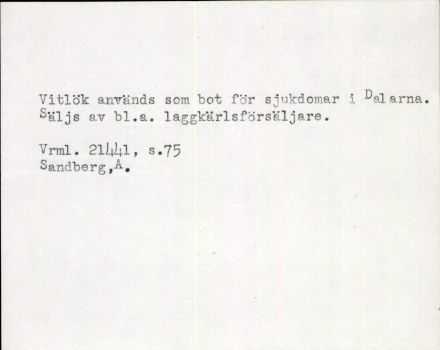 Vitlök används som bot för sjukdomar i Dalarna.
Säljs av bl.a. laggkärlsförsäljare.
Vrml. 21441, s.75
Sandberg,A.